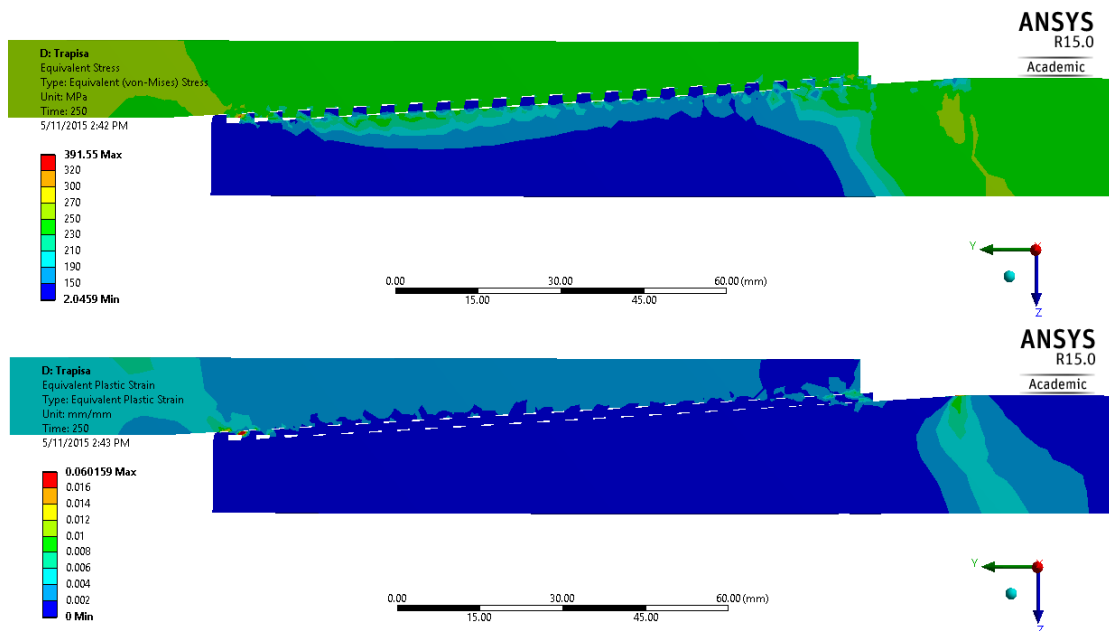 ANSYS
R15.0
Academic
D: Trapisa
Equivalent Stress
Type: Equivalent (von-Mises) Stress
Unit: MPa
Time: 250
5/11/2015 2:42 PM
391.55 Max
320
300
270
250
230
210
190
150
2.0459 Min
0.00
30.00
60.00 (mm)
15.00
45.00
Y
X
Z
ANSYS
R15.0
Academic
D: Trapisa
Equivalent Plastic Strain
Type: Equivalent Plastic Strain
Unit: mm/mm
Time: 250
5/11/2015 2:43 PM
0.060159 Max
0.016
0.014
0.012
0.01
0.008
0.006
0.004
0.002
0 Min
0.00
30.00
60.00 (mm)
15.00
45.00
Y
X
Z